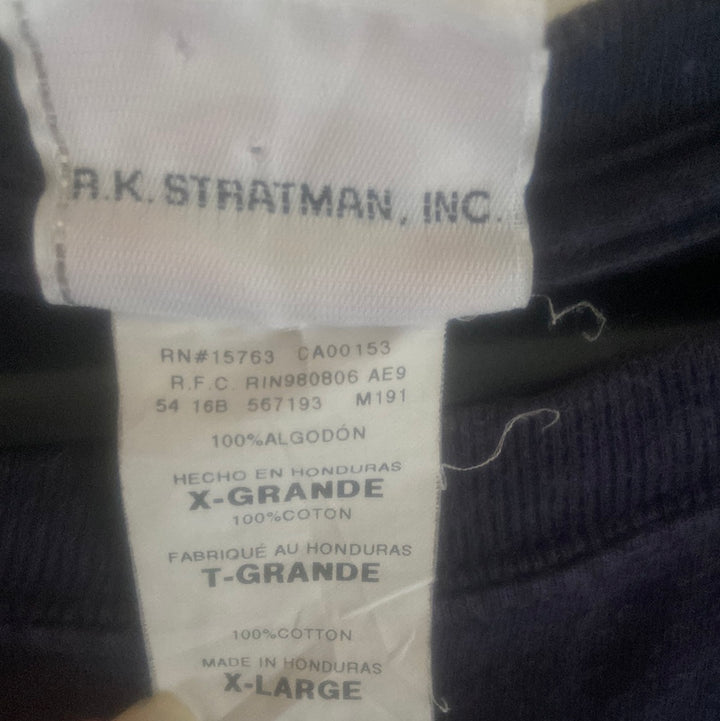 R.K. STRATMAN, INC.
RN#15763 CA00153
R.F.C. RIN980806 AE9
54 16B 567193 M191
100%ALGODÓN
HECHO EN HONDURAS
X-GRANDE
100%COTON
FABRIQUÉ AU HONDURAS
T-GRANDE
100%COTTON
MADE IN HONDURAS
X-LARGE